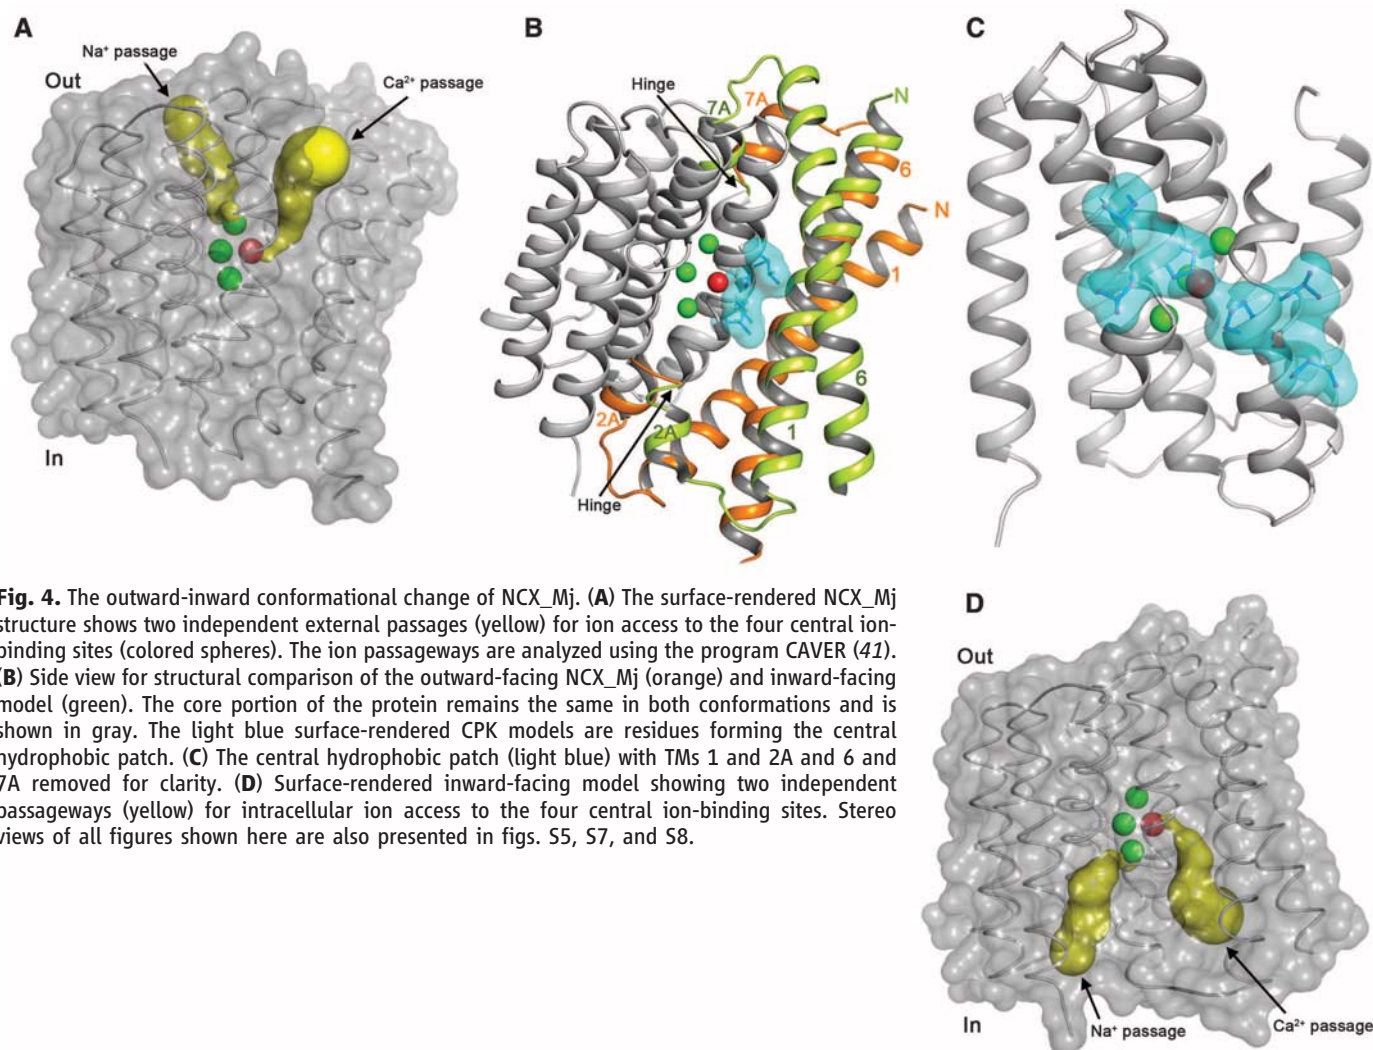 A
Na+ passage
Out
Ca2+ passage
In
B
Hinge
7A
7A
N
6
N
1
2A
2A
1
6
Hinge
C
Fig. 4. The outward-inward conformational change of NCX_Mj. (A) The surface-rendered NCX_Mj
structure shows two independent external passages (yellow) for ion access to the four central ion-
binding sites (colored spheres). The ion passageways are analyzed using the program CAVER (41).
(B) Side view for structural comparison of the outward-facing NCX_Mj (orange) and inward-facing
model (green). The core portion of the protein remains the same in both conformations and is
shown in gray. The light blue surface-rendered CPK models are residues forming the central
hydrophobic patch. (C) The central hydrophobic patch (light blue) with TMs 1 and 2A and 6 and
7A removed for clarity. (D) Surface-rendered inward-facing model showing two independent
passageways (yellow) for intracellular ion access to the four central ion-binding sites. Stereo
views of all figures shown here are also presented in figs. S5, S7, and S8.
D
Out
In
Na+ passage
Ca2+ passage